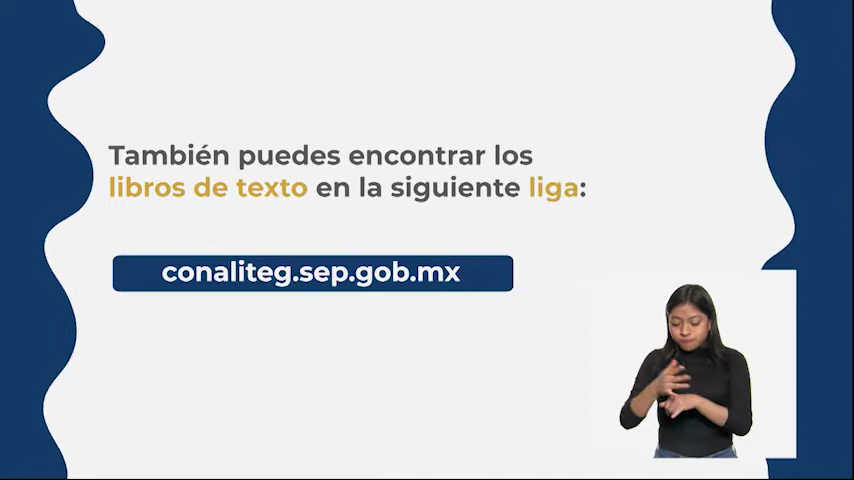 También puedes encontrar los
libros de texto en la siguiente liga:
conaliteg.sep.gob.mx